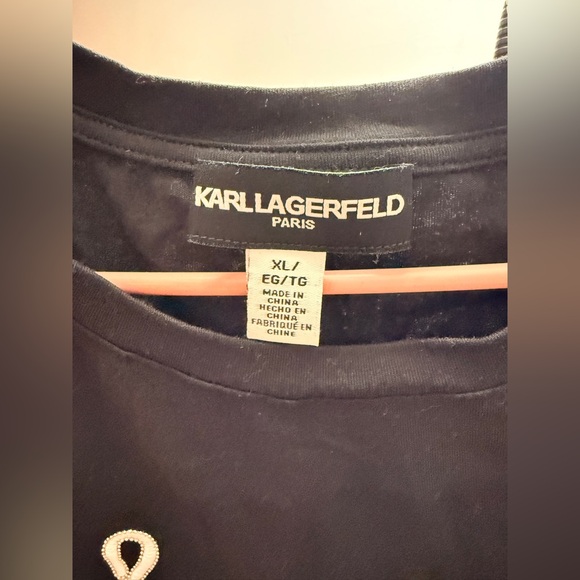 KARL LAGERFELD
PARIS
XL/
EG/TG
MADE IN
CHINA
HECHO EN
CHINA
FABRIQUÉ EN
CHINE